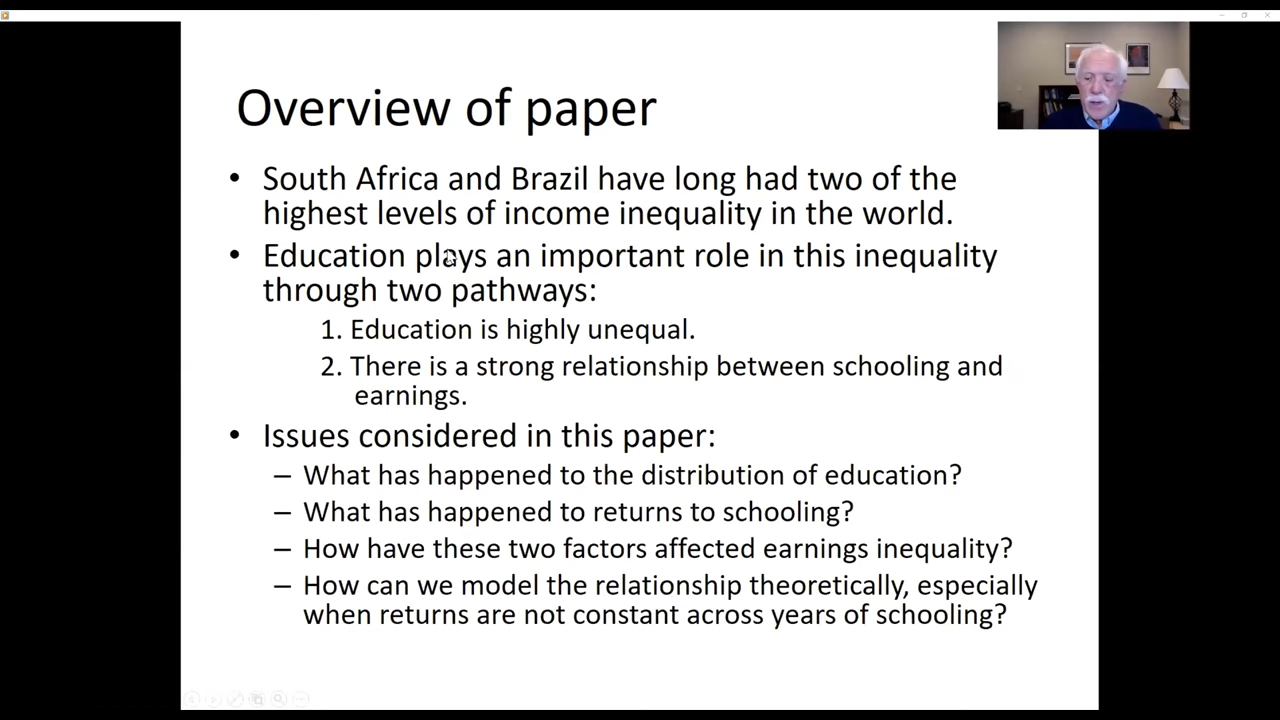 Overview of paper
• South Africa and Brazil have long had two of the
highest levels of income inequality in the world.
• Education plays an important role in this inequality
through two pathways:
1. Education is highly unequal.
2. There is a strong relationship between schooling and
earnings.
• Issues considered in this paper:
– What has happened to the distribution of education?
– What has happened to returns to schooling?
– How have these two factors affected earnings inequality?
– How can we model the relationship theoretically, especially
when returns are not constant across years of schooling?